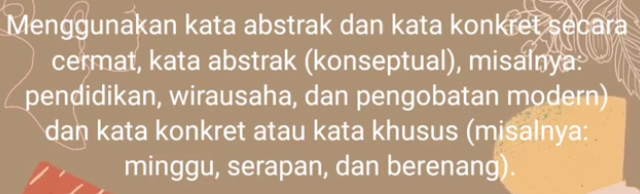 Menggunakan kata abstrak dan kata konkret secara
cermat, kata abstrak (konseptual), misalnya:
pendidikan, wirausaha, dan pengobatan modern)
dan kata konkret atau kata khusus (misalnya:
minggu, serapan, dan berenang).